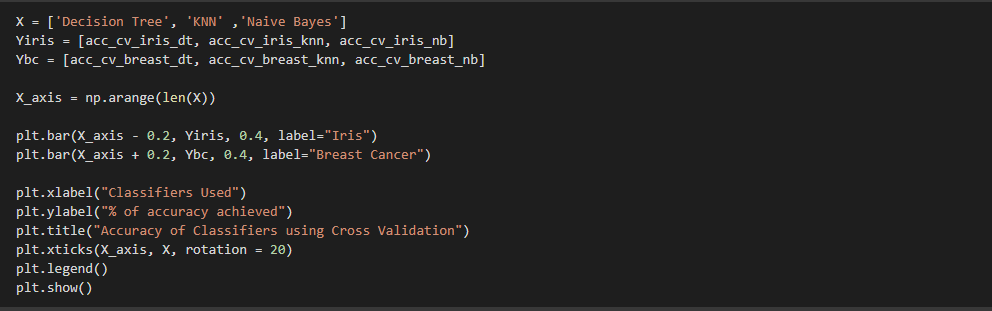 X = ['Decision Tree', 'KNN' ,'Naive Bayes']
Yiris = [acc_cv_iris_dt, acc_cv_iris_knn, acc_cv_iris_nb]
Ybc = [acc_cv_breast_dt, acc_cv_breast_knn, acc_cv_breast_nb]
X_axis = np.arange(len(X))
plt.bar(X_axis - 0.2, Yiris, 0.4, label="Iris")
plt.bar(X_axis + 0.2, Ybc, 0.4, label="Breast Cancer")
plt.xlabel("Classifiers Used")
plt.ylabel("% of accuracy achieved")
plt.title("Accuracy of Classifiers using Cross Validation")
plt.xticks(X_axis, X, rotation = 20)
plt.legend()
plt.show()